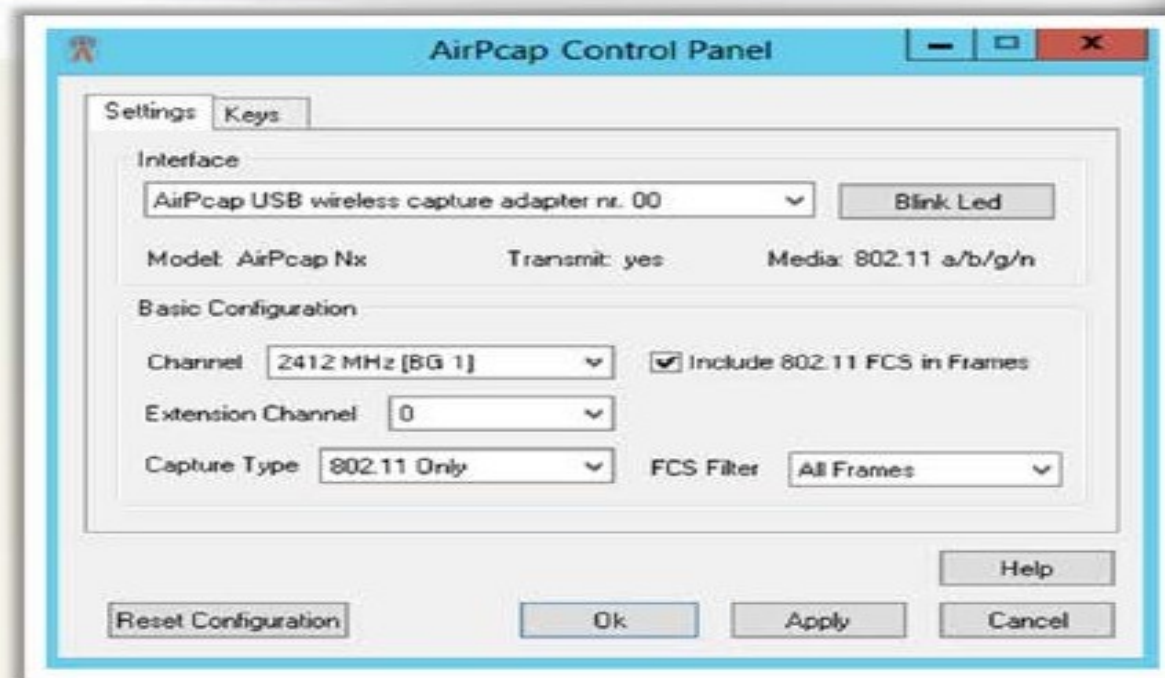 AirPcap Control Panel
Settings Keys
Interface
AirPcap USB wireless capture adapter nr. 00 Blink Led
Model: AirPcap Nx Transmit: yes Media: 802.11 a/b/g/n
Basic Configuration
Channel 2412 MHz [BG 1] Include 802.11 FCS in Frames
Extension Channel 0
Capture Type 802.11 Only FCS Filter All Frames
Help
Reset Configuration Ok Apply Cancel